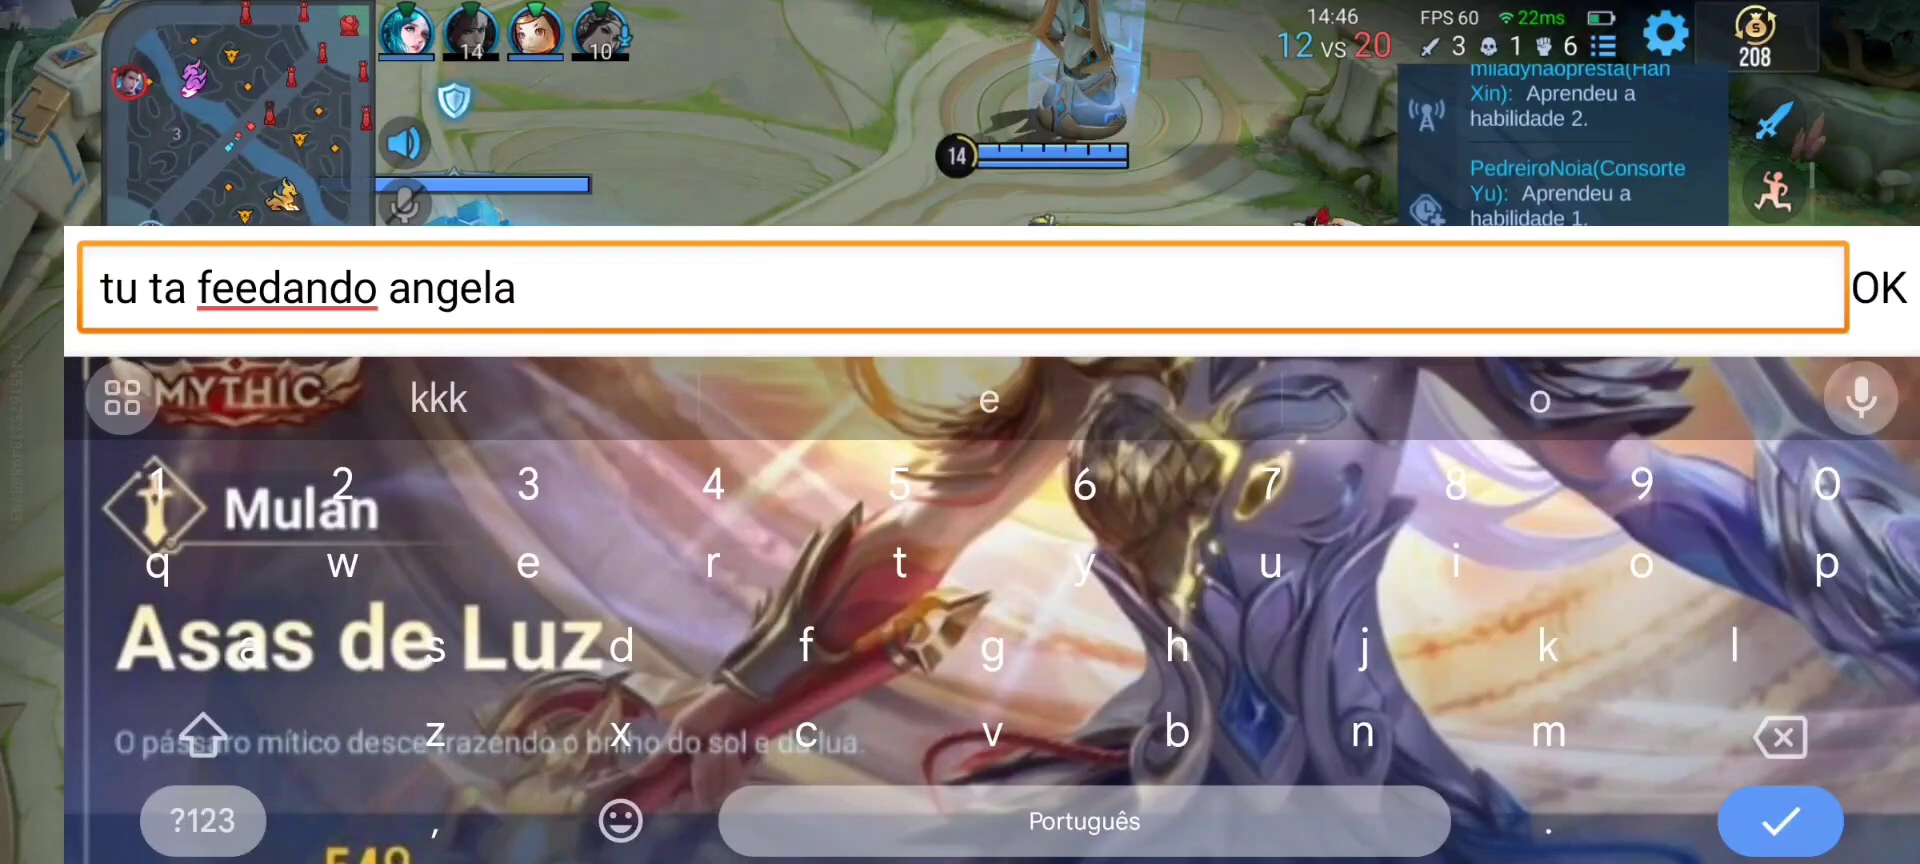 14:46
FPS 60
22ms
12 VS 20
3
1
6
208
14
10
3
14
miladynaopresta(Han
Xin): Aprendeu a
habilidade 2.
PedreiroNoia(Consorte
Yu): Aprendeu a
habilidade 1.
tu ta feedando angela
OK
MYTHIC
kkk
e
o
1 2 3 4 5 6 7 8 9 0
Mulan
q w e r t y u i o p
Asas de Luz
a s d f g h j k l
z x c v b n m
O pássaro mítico desce trazendo o brilho do sol e da lua.
?123
,
Português
.